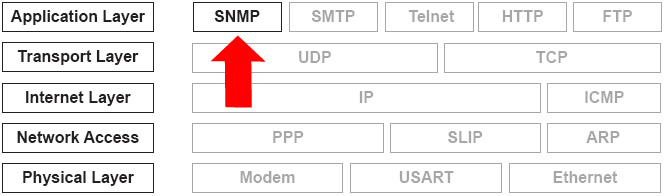 Application Layer SNMP SMTP Telnet HTTP FTP
Transport Layer UDP TCP
Internet Layer IP ICMP
Network Access PPP SLIP ARP
Physical Layer Modem USART Ethernet